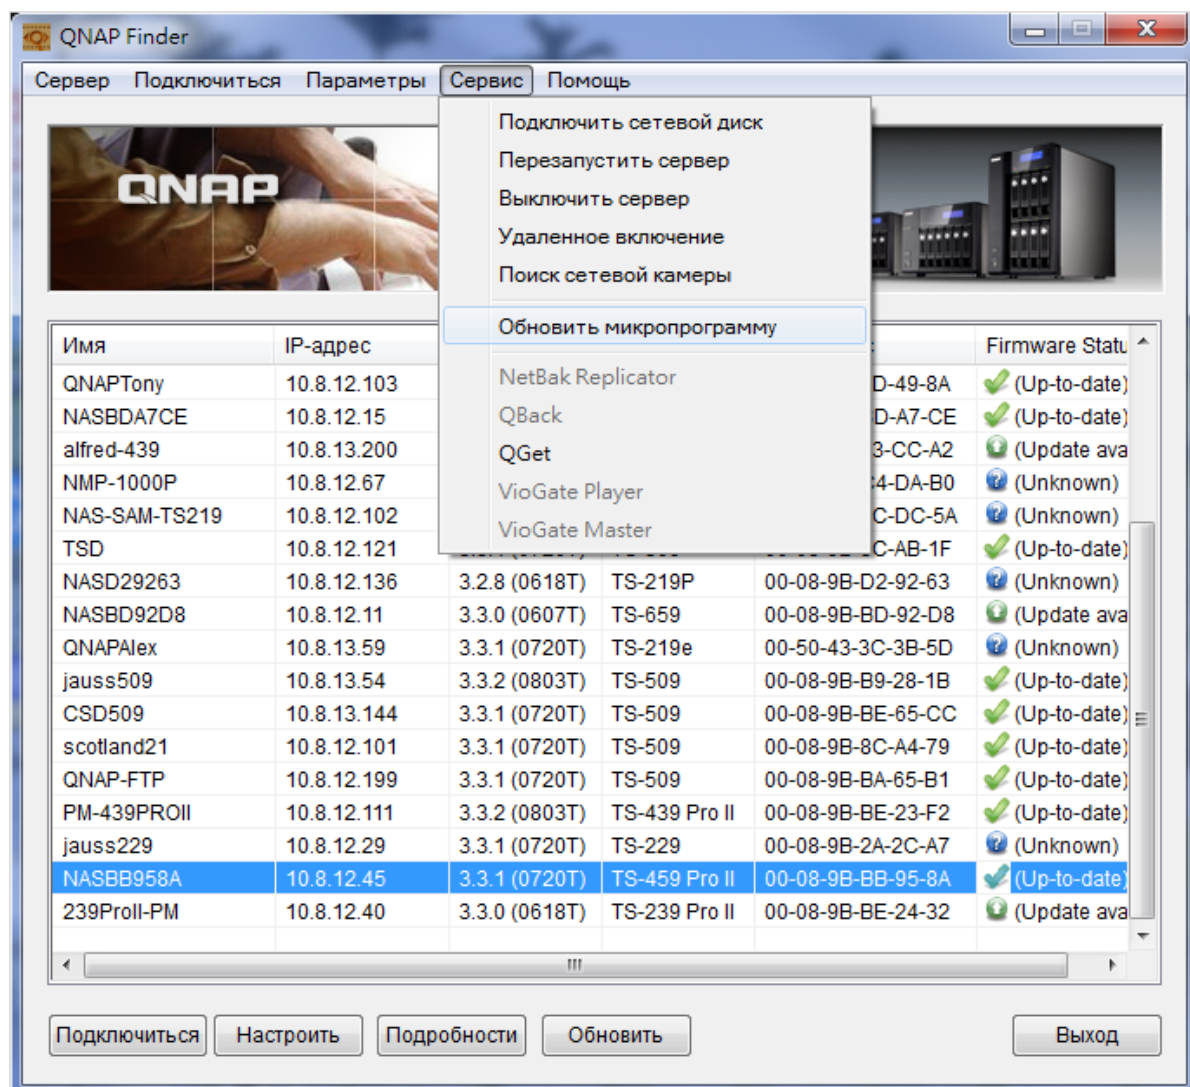 QNAP Finder
Сервер Подключиться Параметры Сервис Помощь
QNAP
Подключить сетевой диск
Перезапустить сервер
Выключить сервер
Удаленное включение
Поиск сетевой камеры
Обновить микропрограмму
NetBak Replicator
QBack
QGet
VioGate Player
VioGate Master
Имя IP-адрес Firmware Statu
QNAPTony 10.8.12.103 D-49-8A (Up-to-date)
NASBDA7CE 10.8.12.15 D-A7-CE (Up-to-date)
alfred-439 10.8.13.200 3-CC-A2 (Update ava
NMP-1000P 10.8.12.67 4-DA-B0 (Unknown)
NAS-SAM-TS219 10.8.12.102 C-DC-5A (Unknown)
TSD 10.8.12.121 C-AB-1F (Up-to-date)
NASD29263 10.8.12.136 3.2.8 (0618T) TS-219P 00-08-9B-D2-92-63 (Unknown)
NASBD92D8 10.8.12.11 3.3.0 (0607T) TS-659 00-08-9B-BD-92-D8 (Update ava
QNAPAlex 10.8.13.59 3.3.1 (0720T) TS-219e 00-50-43-3C-3B-5D (Unknown)
jauss509 10.8.13.54 3.3.2 (0803T) TS-509 00-08-9B-B9-28-1B (Up-to-date)
CSD509 10.8.13.144 3.3.1 (0720T) TS-509 00-08-9B-BE-65-CC (Up-to-date)
scotland21 10.8.12.101 3.3.1 (0720T) TS-509 00-08-9B-8C-A4-79 (Up-to-date)
QNAP-FTP 10.8.12.199 3.3.1 (0720T) TS-509 00-08-9B-BA-65-B1 (Up-to-date)
PM-439PROII 10.8.12.111 3.3.2 (0803T) TS-439 Pro II 00-08-9B-BE-23-F2 (Up-to-date)
jauss229 10.8.12.29 3.3.1 (0720T) TS-229 00-08-9B-2A-2C-A7 (Unknown)
NASBB958A 10.8.12.45 3.3.1 (0720T) TS-459 Pro II 00-08-9B-BB-95-8A (Up-to-date)
239ProII-PM 10.8.12.40 3.3.0 (0618T) TS-239 Pro II 00-08-9B-BE-24-32 (Update ava
Подключиться Настроить Подробности Обновить Выход